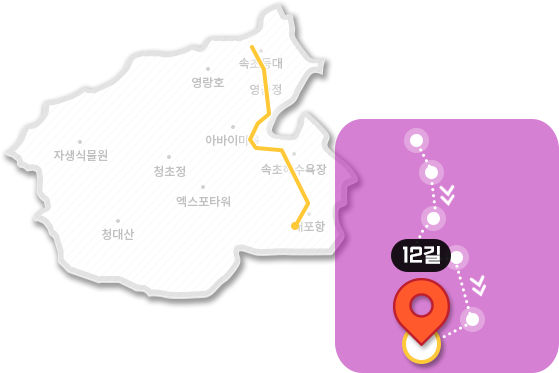 속초등대
영랑호
영금정
아바이마을
자생식물원
청초정
속초해수욕장
엑스포타워
대포항
청대산
12길